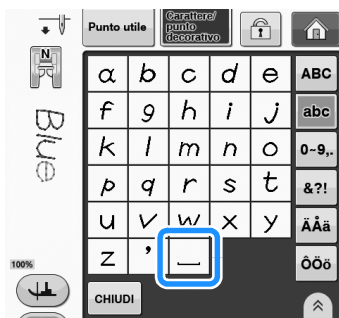 Punto utile
Carattere/
punto
decorativo
N
Blue
a b c d e
f g h i j
k l m n o
p q r s t
u v w x y
z ’ ⎵
ABC
abc
0~9,.
&?!
ÄÅä
ÔÖö
100%
CHIUDI